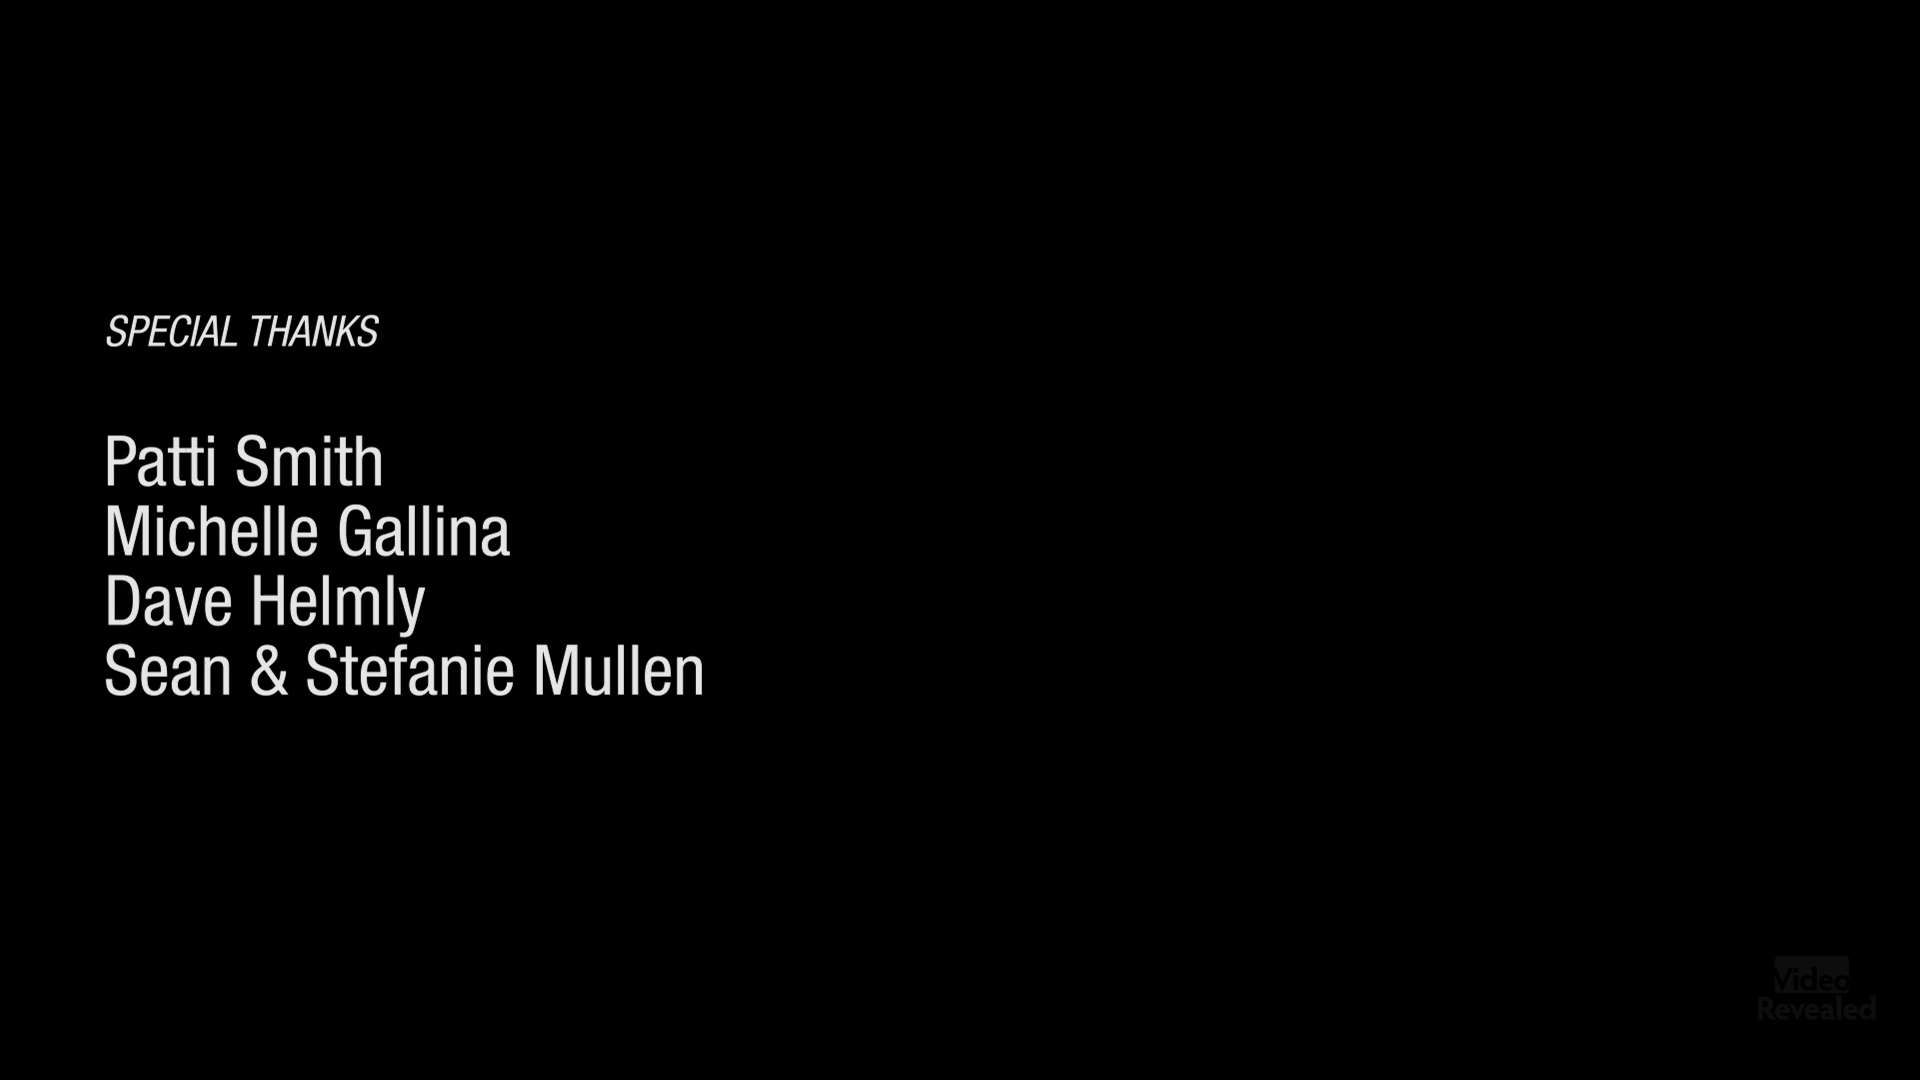 SPECIAL THANKS
Patti Smith
Michelle Gallina
Dave Helmly
Sean & Stefanie Mullen
Video
Revealed